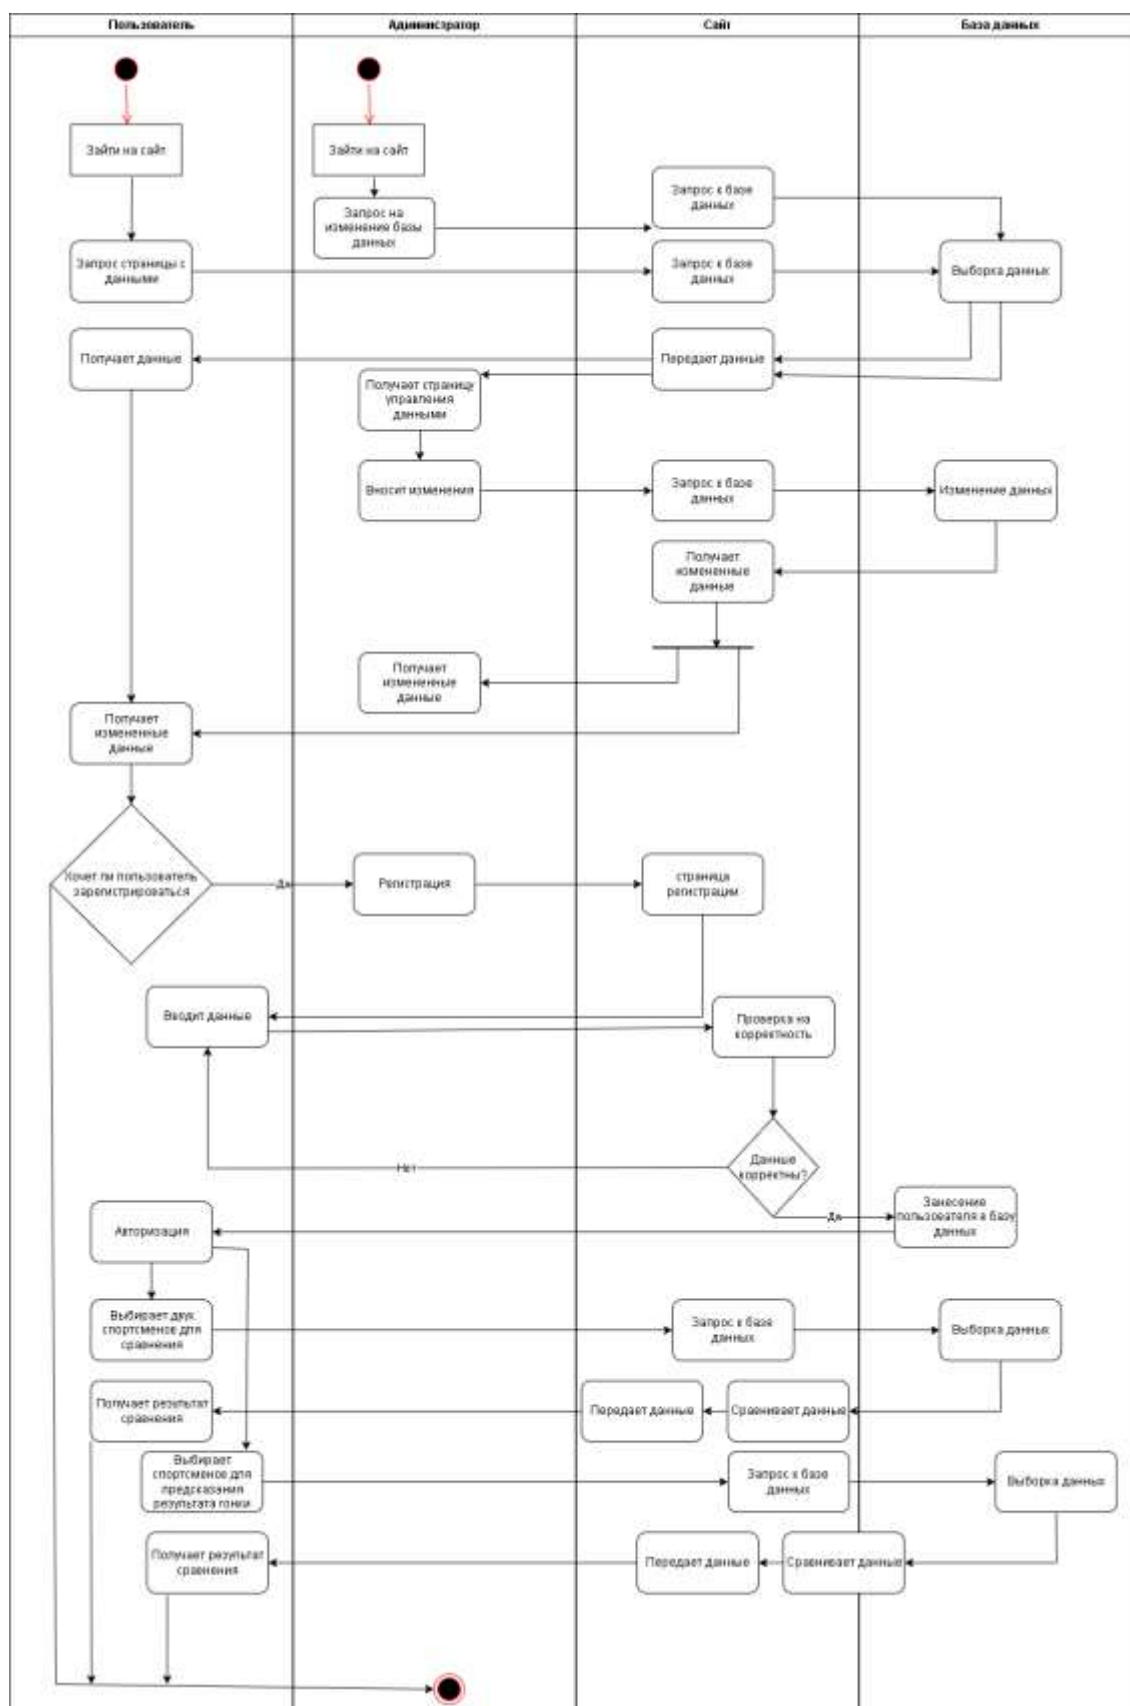 Пользователь
Администратор
Сайт
База данных
Зайти на сайт
Зайти на сайт
Запрос к базе
данных
Запрос на
изменение базы
данных
Запрос страницы с
данными
Запрос к базе
данных
Выборка данных
Получает данные
Передает данные
Получает страницу
управления
данными
Вносит изменения
Запрос к базе
данных
Изменение данных
Получает
измененные
данные
Получает
измененные
данные
Получает
измененные
данные
Хочет ли пользователь
зарегистрироваться
Да
Регистрация
страница
регистрации
Вводит данные
Проверка на
корректность
Данные
корректны?
Нет
Да
Занесение
пользователя в базу
данных
Авторизация
Выбирает двух
спортсменов для
сравнения
Запрос к базе
данных
Выборка данных
Получает результат
сравнения
Передает данные
Сравнивает данные
Выбирает
спортсменов для
предсказания
результата гонки
Запрос к базе
данных
Выборка данных
Получает результат
сравнения
Передает данные
Сравнивает данные